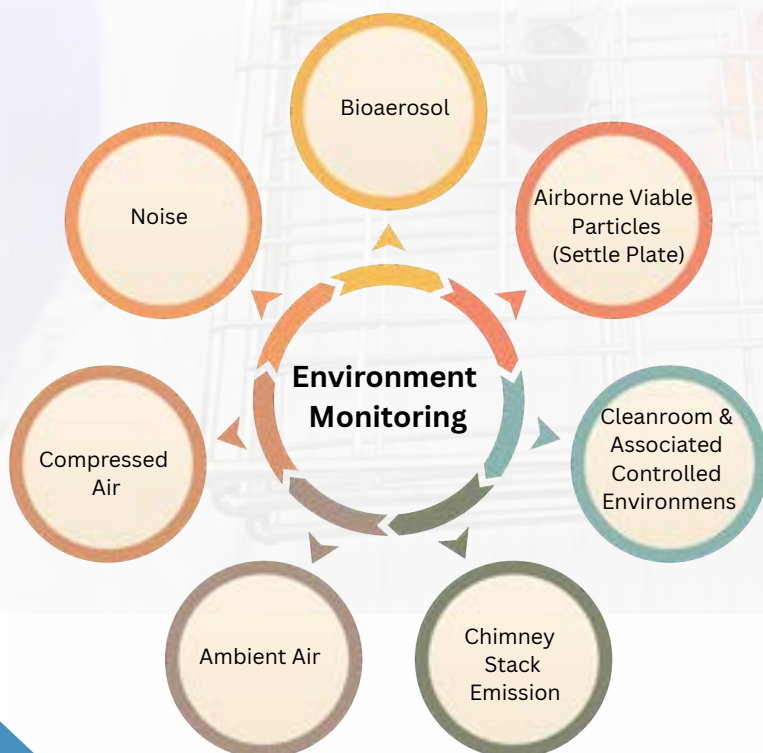 Bioaerosol
Noise
Airborne Viable
Particles
(Settle Plate)
Environment
Monitoring
Compressed
Air
Cleanroom &
Associated
Controlled
Environmens
Ambient Air
Chimney
Stack
Emission